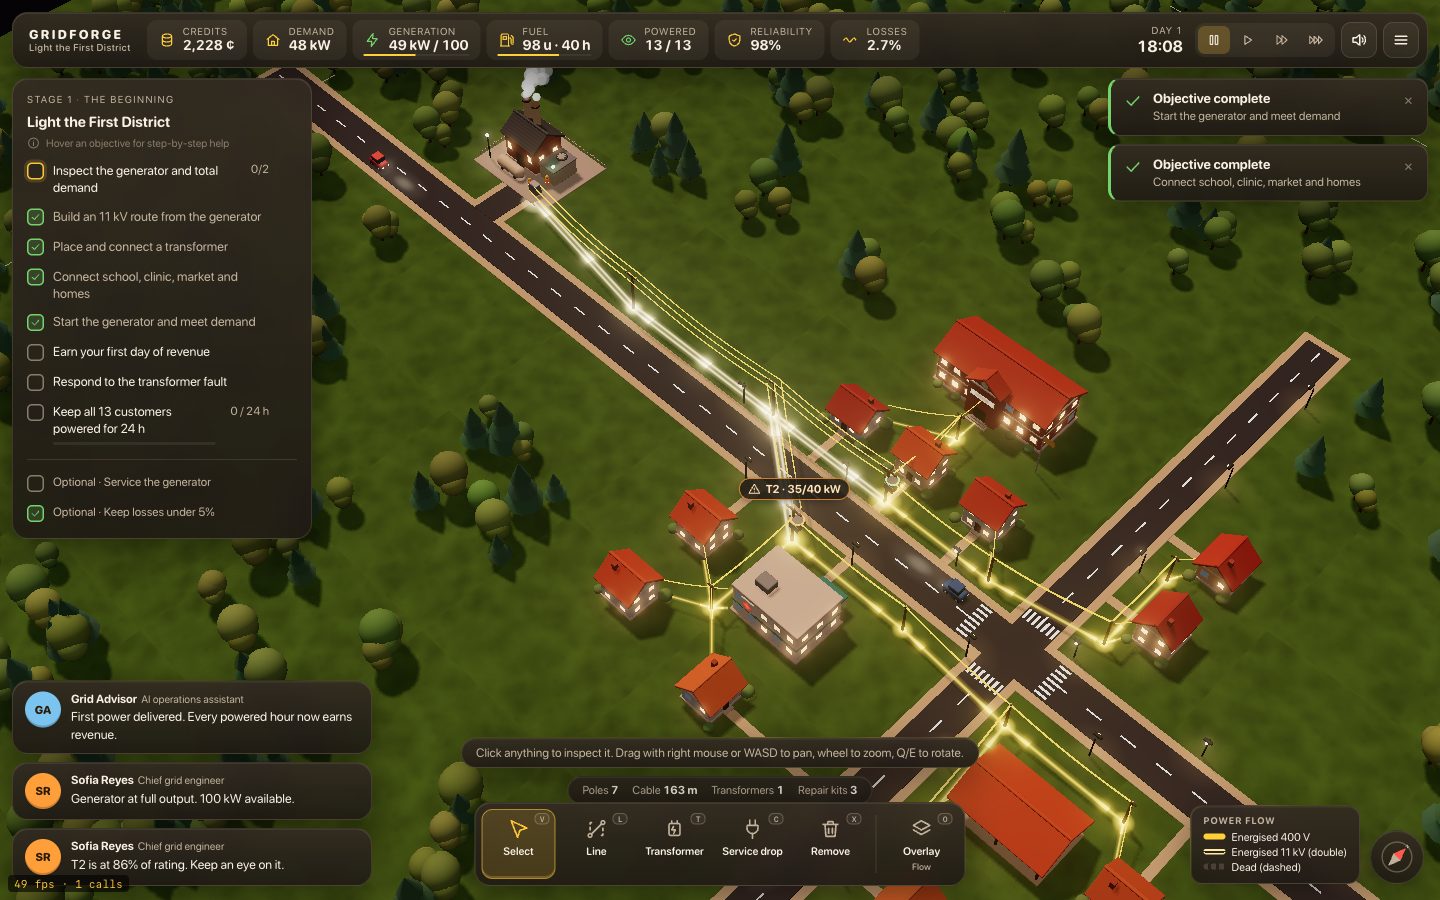 GRIDFORGE
Light the First District
CREDITS
2,228 ¢
DEMAND
48 kW
GENERATION
49 kW / 100
FUEL
98 u · 40 h
POWERED
13 / 13
RELIABILITY
98%
LOSSES
2.7%
DAY 1
18:08
STAGE 1 · THE BEGINNING
Light the First District
Hover an objective for step-by-step help
Inspect the generator and total demand
0/2
Build an 11 kV route from the generator
Place and connect a transformer
Connect school, clinic, market and homes
Start the generator and meet demand
Earn your first day of revenue
Respond to the transformer fault
Keep all 13 customers powered for 24 h
0 / 24 h
Optional · Service the generator
Optional · Keep losses under 5%
Objective complete
Start the generator and meet demand
Objective complete
Connect school, clinic, market and homes
T2 · 35/40 kW
GA
Grid Advisor AI operations assistant
First power delivered. Every powered hour now earns
revenue.
SR
Sofia Reyes Chief grid engineer
Generator at full output. 100 kW available.
SR
Sofia Reyes Chief grid engineer
T2 is at 86% of rating. Keep an eye on it.
49 fps · 1 calls
Click anything to inspect it. Drag with right mouse or WASD to pan, wheel to zoom, Q/E to rotate.
Poles 7 Cable 163 m Transformers 1 Repair kits 3
V
Select
L
Line
T
Transformer
C
Service drop
X
Remove
O
Overlay
Flow
POWER FLOW
Energised 400 V
Energised 11 kV (double)
Dead (dashed)